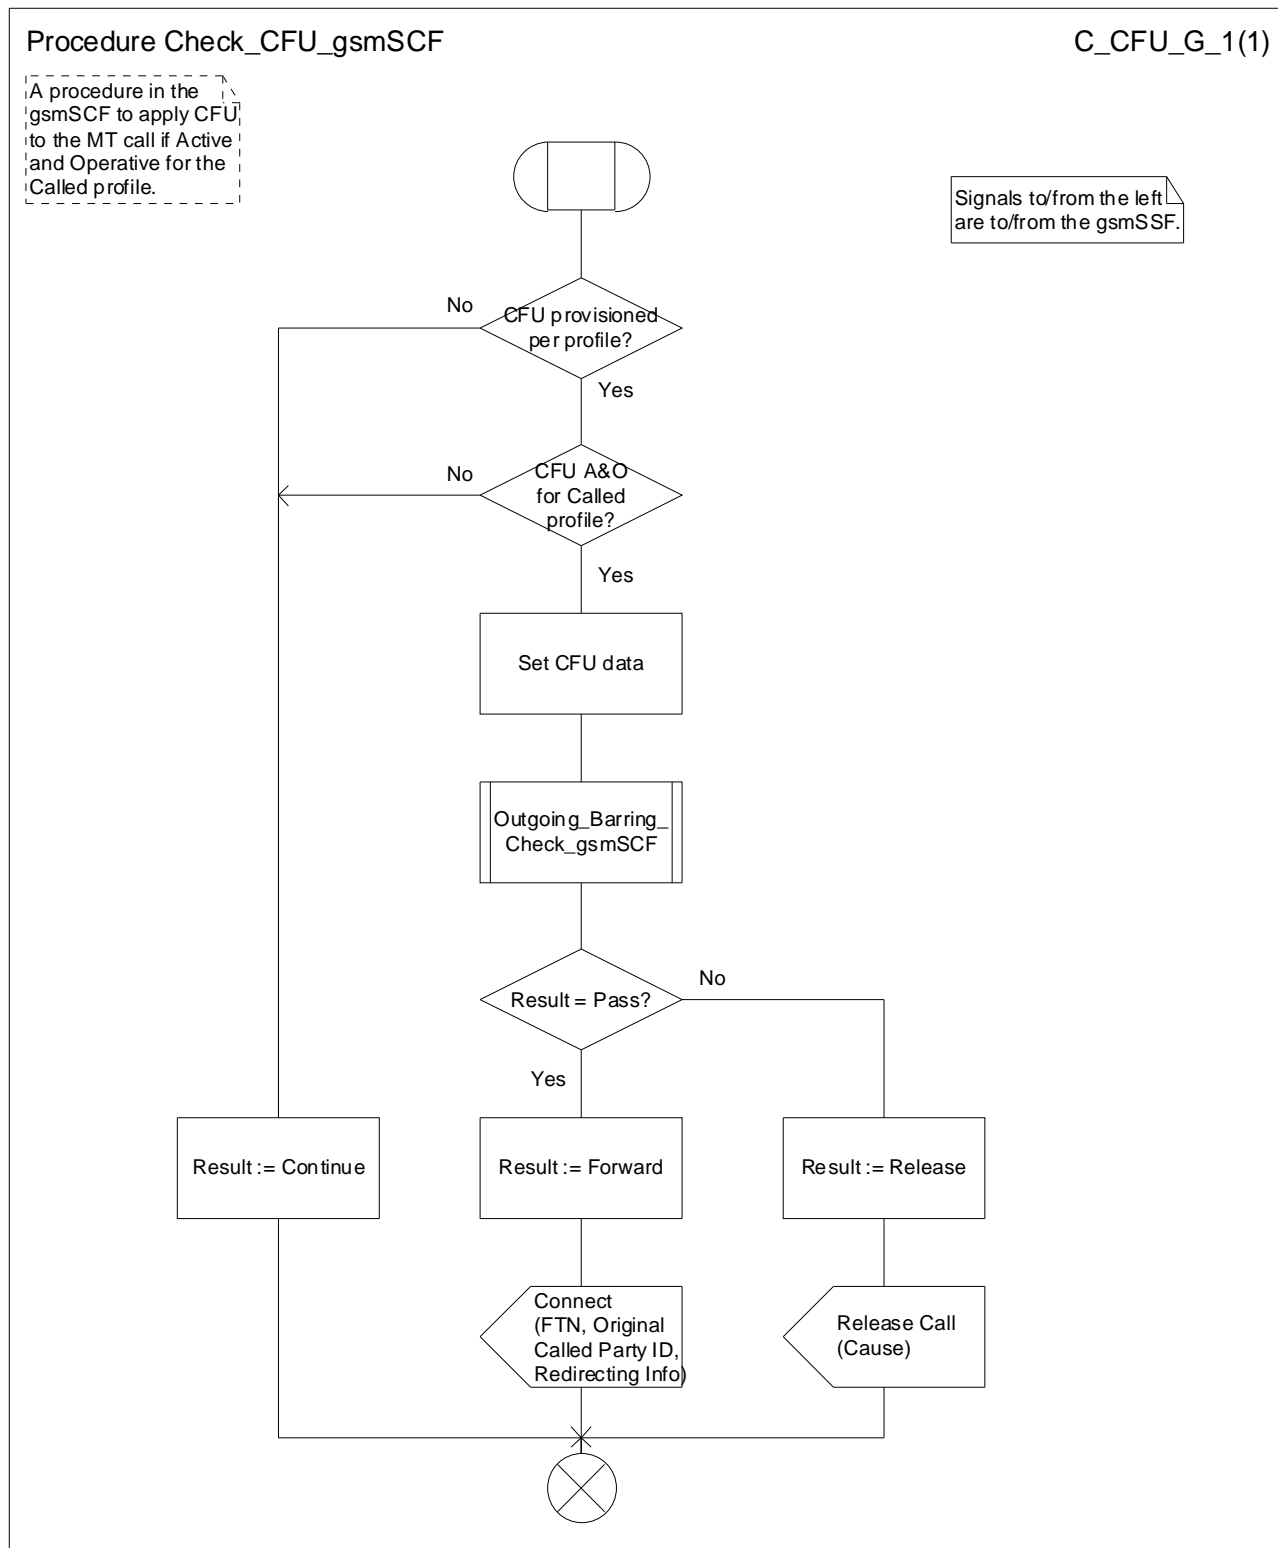 Procedure Check_CFU_gsmSCF
C_CFU_G_1(1)
A procedure in the
gsmSCF to apply CFU
to the MT call if Active
and Operative for the
Called profile.
Signals to/from the left
are to/from the gsmSSF.
No
CFU provisioned
per profile?
Yes
No
CFU A&O
for Called
profile?
Yes
Set CFU data
Outgoing_Barring_
Check_gsmSCF
Result = Pass?
No
Yes
Result := Continue
Result := Forward
Result := Release
Connect
(FTN, Original
Called Party ID,
Redirecting Info)
Release Call
(Cause)